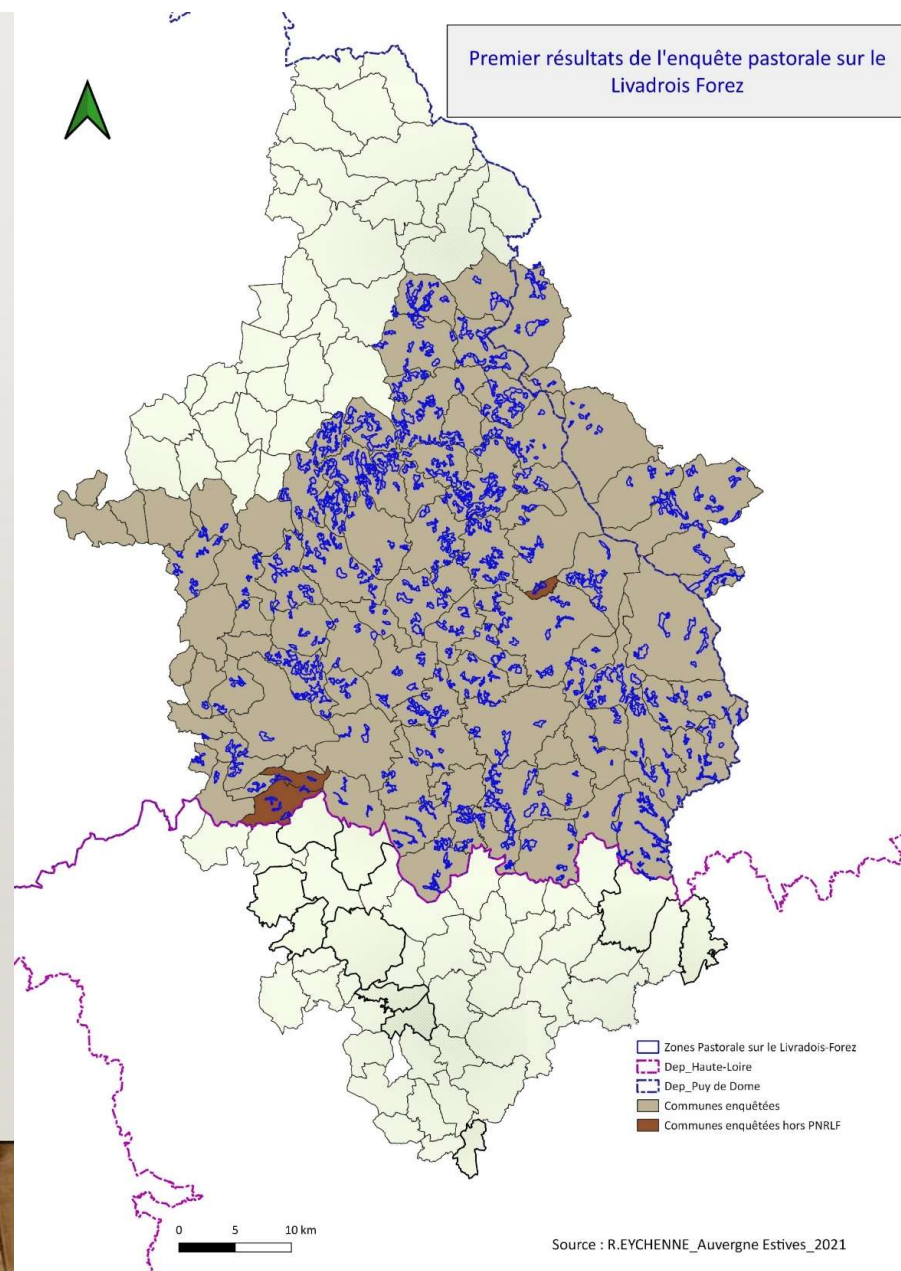 Premier résultats de l'enquête pastorale sur le
Livadrois Forez
Zones Pastorale sur le Livradois-Forez
Dep_Haute-Loire
Dep_Puy de Dome
Communes enquêtées
Communes enquêtées hors PNRLF
0 5 10 km
Source : R.EYCHENNE_Auvergne Estives_2021